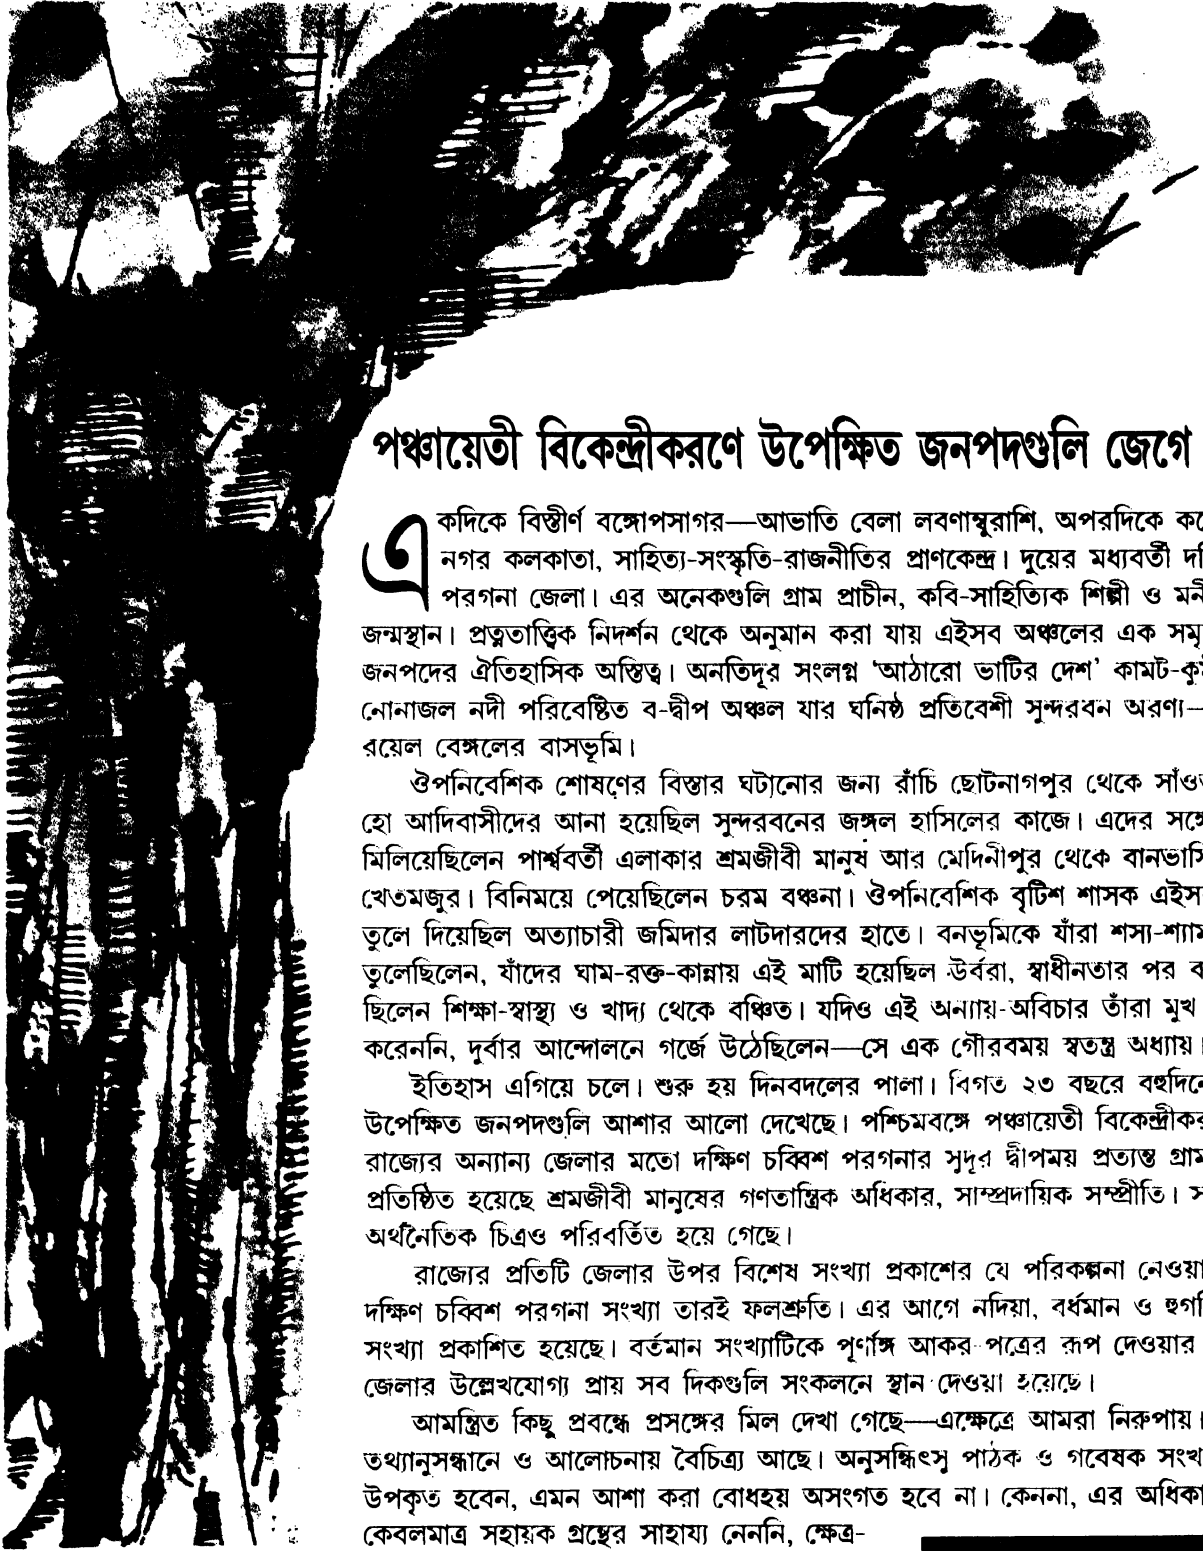 পঞ্চায়েতী বিকেন্দ্রীকরণে উপেক্ষিত জনপদগুলি জেগে
একদিকে বিস্তীর্ণ বঙ্গোপসাগর—আভাতি বেলা লবণাম্বুরাশি, অপরদিকে
নগর কলকাতা, সাহিত্য-সংস্কৃতি-রাজনীতির প্রাণকেন্দ্র। দুয়ের মধ্যবর্তী
পরগনা জেলা। এর অনেকগুলি গ্রাম প্রাচীন, কবি-সাহিত্যিক শিল্পী ও
জন্মস্থান। প্রত্নতাত্ত্বিক নিদর্শন থেকে অনুমান করা যায় এইসব অঞ্চলের এক
জনপদের ঐতিহাসিক অস্তিত্ব। অনতিদূর সংলগ্ন ‘আঠারো ভাটির দেশ’ কামট-
নোনাজল নদী পরিবেষ্টিত ব-দ্বীপ অঞ্চল যার ঘনিষ্ঠ প্রতিবেশী সুন্দরবন অরণ্য—
রয়েল বেঙ্গলের বাসভূমি।
ঔপনিবেশিক শোষণের বিস্তার ঘটানোর জন্য রাঁচি ছোটনাগপুর থেকে
হো আদিবাসীদের আনা হয়েছিল সুন্দরবনের জঙ্গল হাসিলের কাজে। এদের সঙ্গে
মিলিয়েছিলেন পার্শ্ববর্তী এলাকার শ্রমজীবী মানুষ আর মেদিনীপুর থেকে
খেতমজুর। বিনিময়ে পেয়েছিলেন চরম বঞ্চনা। ঔপনিবেশিক বৃটিশ শাসক
তুলে দিয়েছিল অত্যাচারী জমিদার লাটদারদের হাতে। বনভূমিকে যাঁরা
তুলেছিলেন, যাঁদের ঘাম-রক্ত-কান্নায় এই মাটি হয়েছিল উর্বরা, স্বাধীনতার পর
ছিলেন শিক্ষা-স্বাস্থ্য ও খাদ্য থেকে বঞ্চিত। যদিও এই অন্যায়-অবিচার তাঁরা মুখ
করেননি, দুর্বার আন্দোলনে গর্জে উঠেছিলেন—সে এক গৌরবময় স্বতন্ত্র অধ্যায়।
ইতিহাস এগিয়ে চলে। শুরু হয় দিনবদলের পালা। বিগত ২৩ বছরে
উপেক্ষিত জনপদগুলি আশার আলো দেখেছে। পশ্চিমবঙ্গে পঞ্চায়েতী
রাজ্যের অন্যান্য জেলার মতো দক্ষিণ চব্বিশ পরগনার সুদূর দ্বীপময় প্রত্যন্ত
প্রতিষ্ঠিত হয়েছে শ্রমজীবী মানুষের গণতান্ত্রিক অধিকার, সাম্প্রদায়িক সম্প্রীতি।
অর্থনৈতিক চিত্রও পরিবর্তিত হয়ে গেছে।
রাজ্যের প্রতিটি জেলার উপর বিশেষ সংখ্যা প্রকাশের যে পরিকল্পনা
দক্ষিণ চব্বিশ পরগনা সংখ্যা তারই ফলশ্রুতি। এর আগে নদিয়া, বর্ধমান ও
সংখ্যা প্রকাশিত হয়েছে। বর্তমান সংখ্যাটিকে পূর্ণাঙ্গ আকর-পত্রের রূপ দেওয়ার
জেলার উল্লেখযোগ্য প্রায় সব দিকগুলি সংকলনে স্থান দেওয়া হয়েছে।
আমন্ত্রিত কিছু প্রবন্ধে প্রসঙ্গের মিল দেখা গেছে—এক্ষেত্রে আমরা নিরুপায়।
তথ্যানুসন্ধানে ও আলোচনায় বৈচিত্র্য আছে। অনুসন্ধিৎসু পাঠক ও গবেষক
উপকৃত হবেন, এমন আশা করা বোধহয় অসংগত হবে না। কেননা, এর
কেবলমাত্র সহায়ক গ্রন্থের সাহায্য নেননি, ক্ষেত্র-